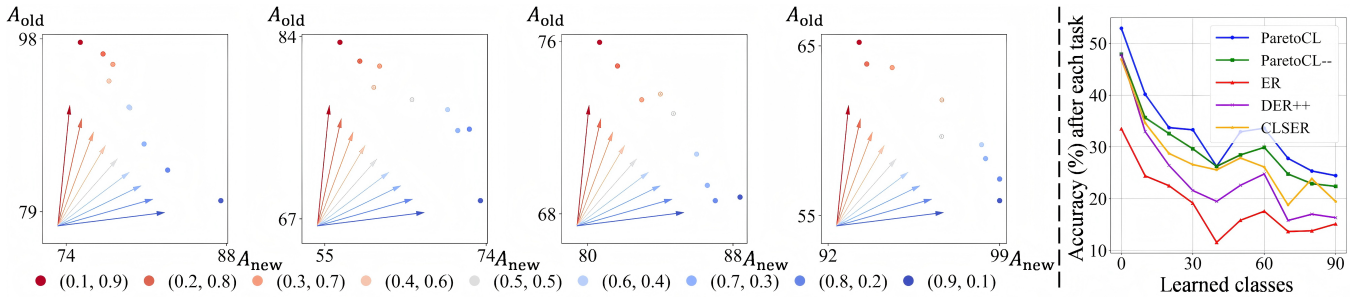 A_old
98
79
74
88
A_new
A_old
84
67
55
74
A_new
A_old
76
68
80
88
A_new
A_old
65
55
92
99
A_new
(0.1, 0.9)
(0.2, 0.8)
(0.3, 0.7)
(0.4, 0.6)
(0.5, 0.5)
(0.6, 0.4)
(0.7, 0.3)
(0.8, 0.2)
(0.9, 0.1)
Accuracy (%) after each task
50
40
30
20
10
ParetoCL
ParetoCL--
ER
DER++
CLSER
0
30
60
90
Learned classes